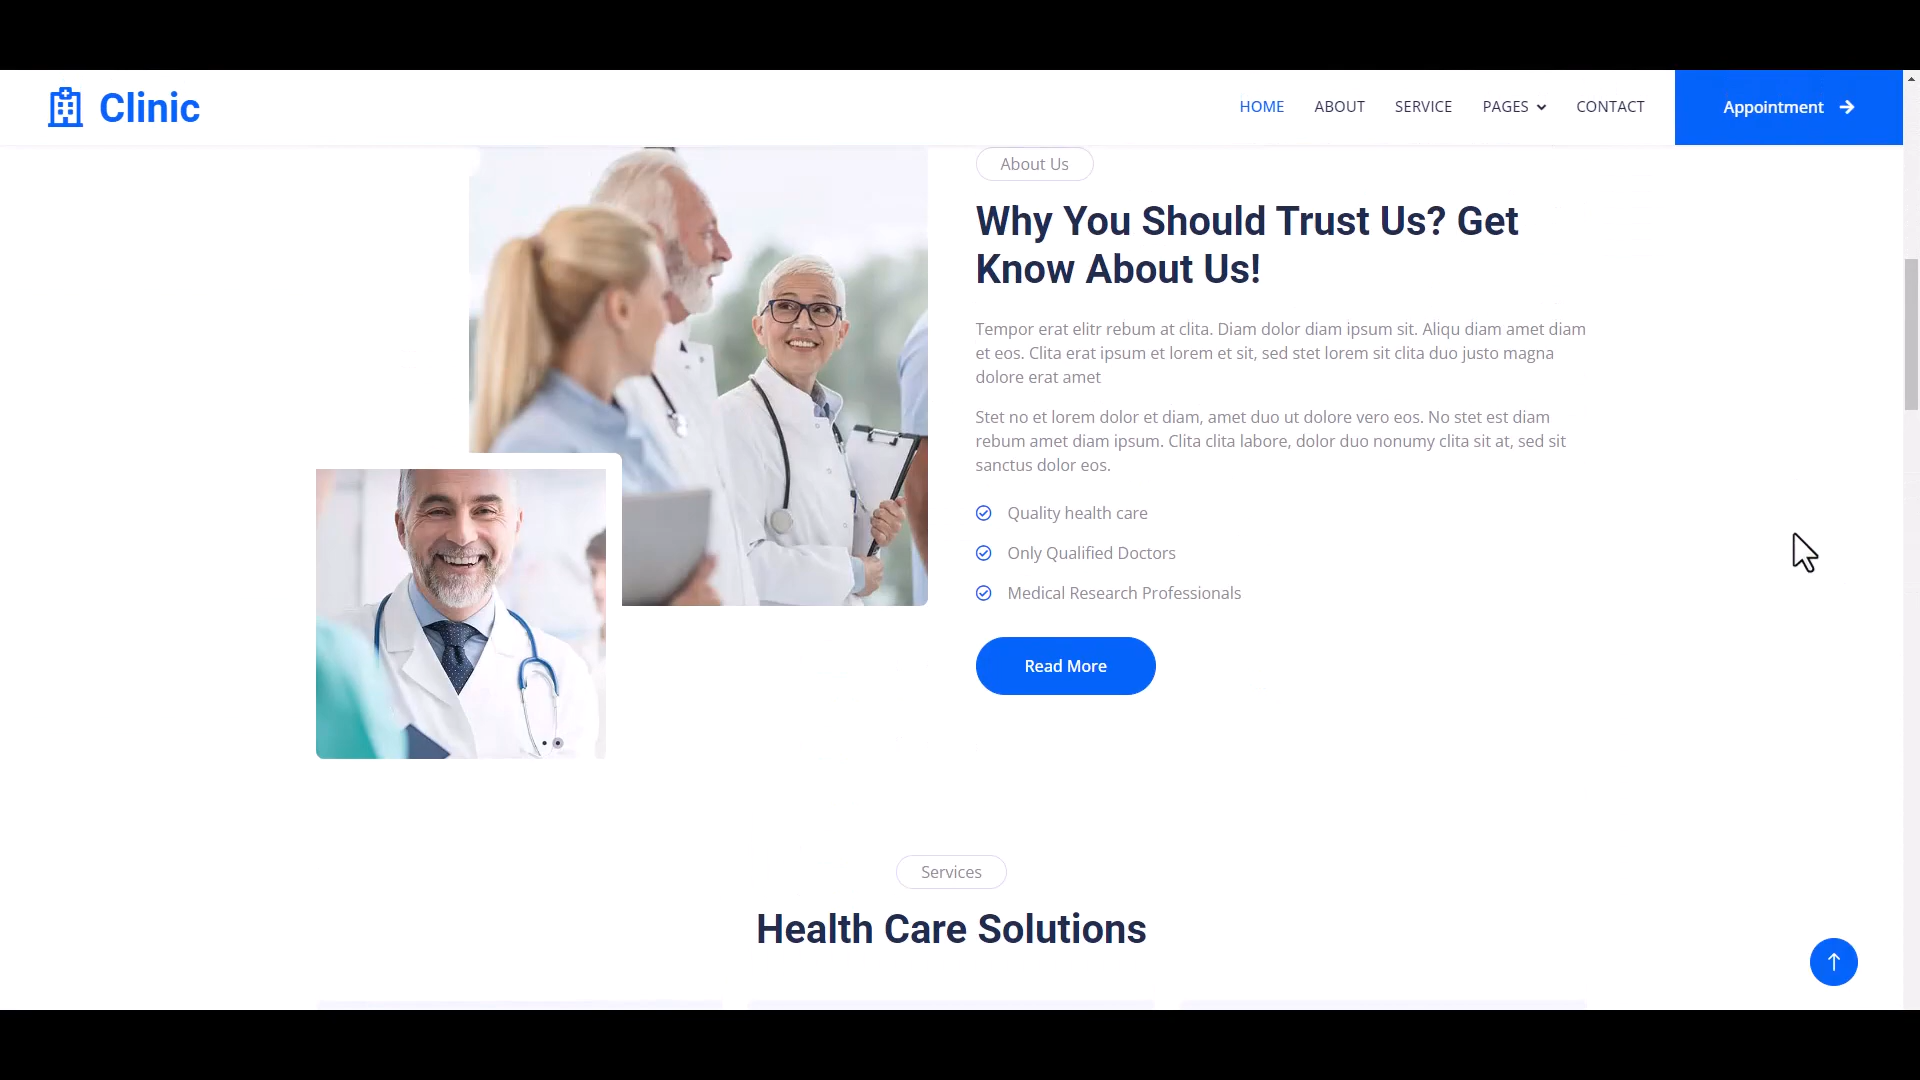 Clinic
HOME ABOUT SERVICE PAGES CONTACT Appointment
About Us
Why You Should Trust Us? Get
Know About Us!
Tempor erat elitr rebum at clita. Diam dolor diam ipsum sit. Aliqu diam amet diam
et eos. Clita erat ipsum et lorem et sit, sed stet lorem sit clita duo justo magna
dolore erat amet
Stet no et lorem dolor et diam, amet duo ut dolore vero eos. No stet est diam
rebum amet diam ipsum. Clita clita labore, dolor duo nonumy clita sit at, sed sit
sanctus dolor eos.
Quality health care
Only Qualified Doctors
Medical Research Professionals
Read More
Services
Health Care Solutions